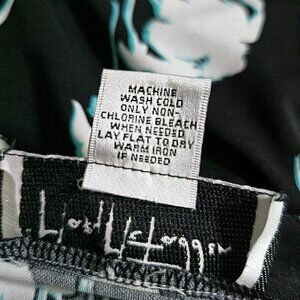 MACHINE
WASH COLD
ONLY NON-
CHLORINE BLEACH
WHEN NEEDED
LAY FLAT TO DRY
WARM IRON
IF NEEDED